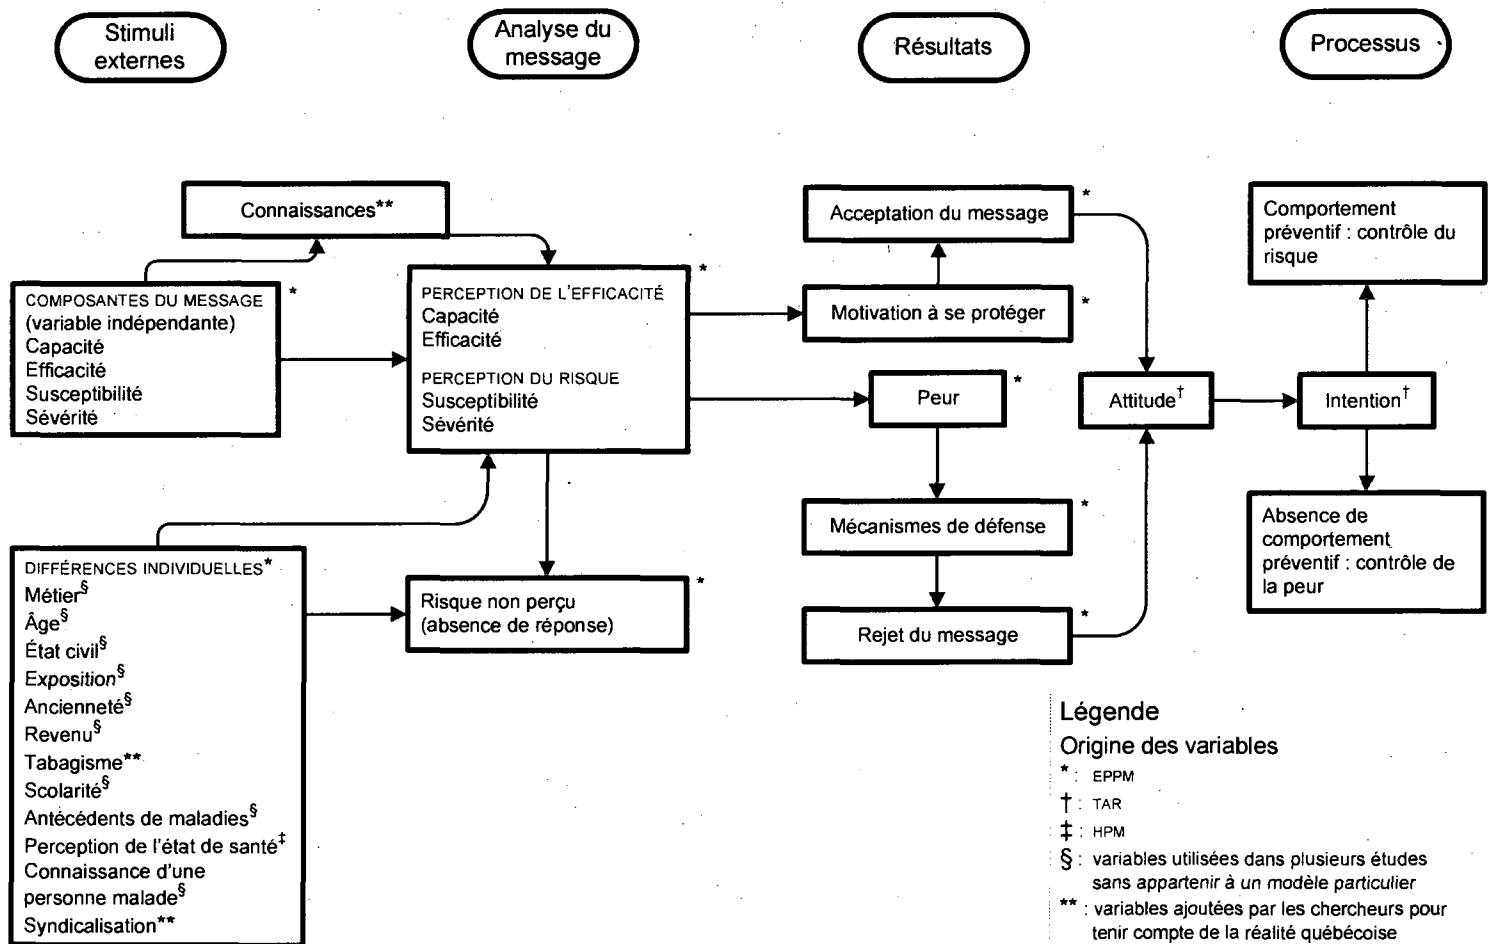 Stimuli
externes
Analyse du
message
Résultats
Processus
Connaissances**
COMPOSANTES DU MESSAGE *
(variable indépendante)
Capacité
Efficacité
Susceptibilité
Sévérité
PERCEPTION DE L'EFFICACITÉ *
Capacité
Efficacité
PERCEPTION DU RISQUE
Susceptibilité
Sévérité
DIFFÉRENCES INDIVIDUELLES*
Métier§
Âge§
État civil§
Exposition§
Ancienneté§
Revenu§
Tabagisme**
Scolarité§
Antécédents de maladies§
Perception de l'état de santé‡
Connaissance d'une
personne malade§
Syndicalisation**
Risque non perçu *
(absence de réponse)
Acceptation du message *
Motivation à se protéger *
Peur *
Mécanismes de défense *
Rejet du message *
Attitude†
Intention†
Comportement
préventif : contrôle du
risque
Absence de
comportement
préventif : contrôle de
la peur
Légende
Origine des variables
* : EPPM
† : TAR
‡ : HPM
§ : variables utilisées dans plusieurs études
sans appartenir à un modèle particulier
** : variables ajoutées par les chercheurs pour
tenir compte de la réalité québécoise